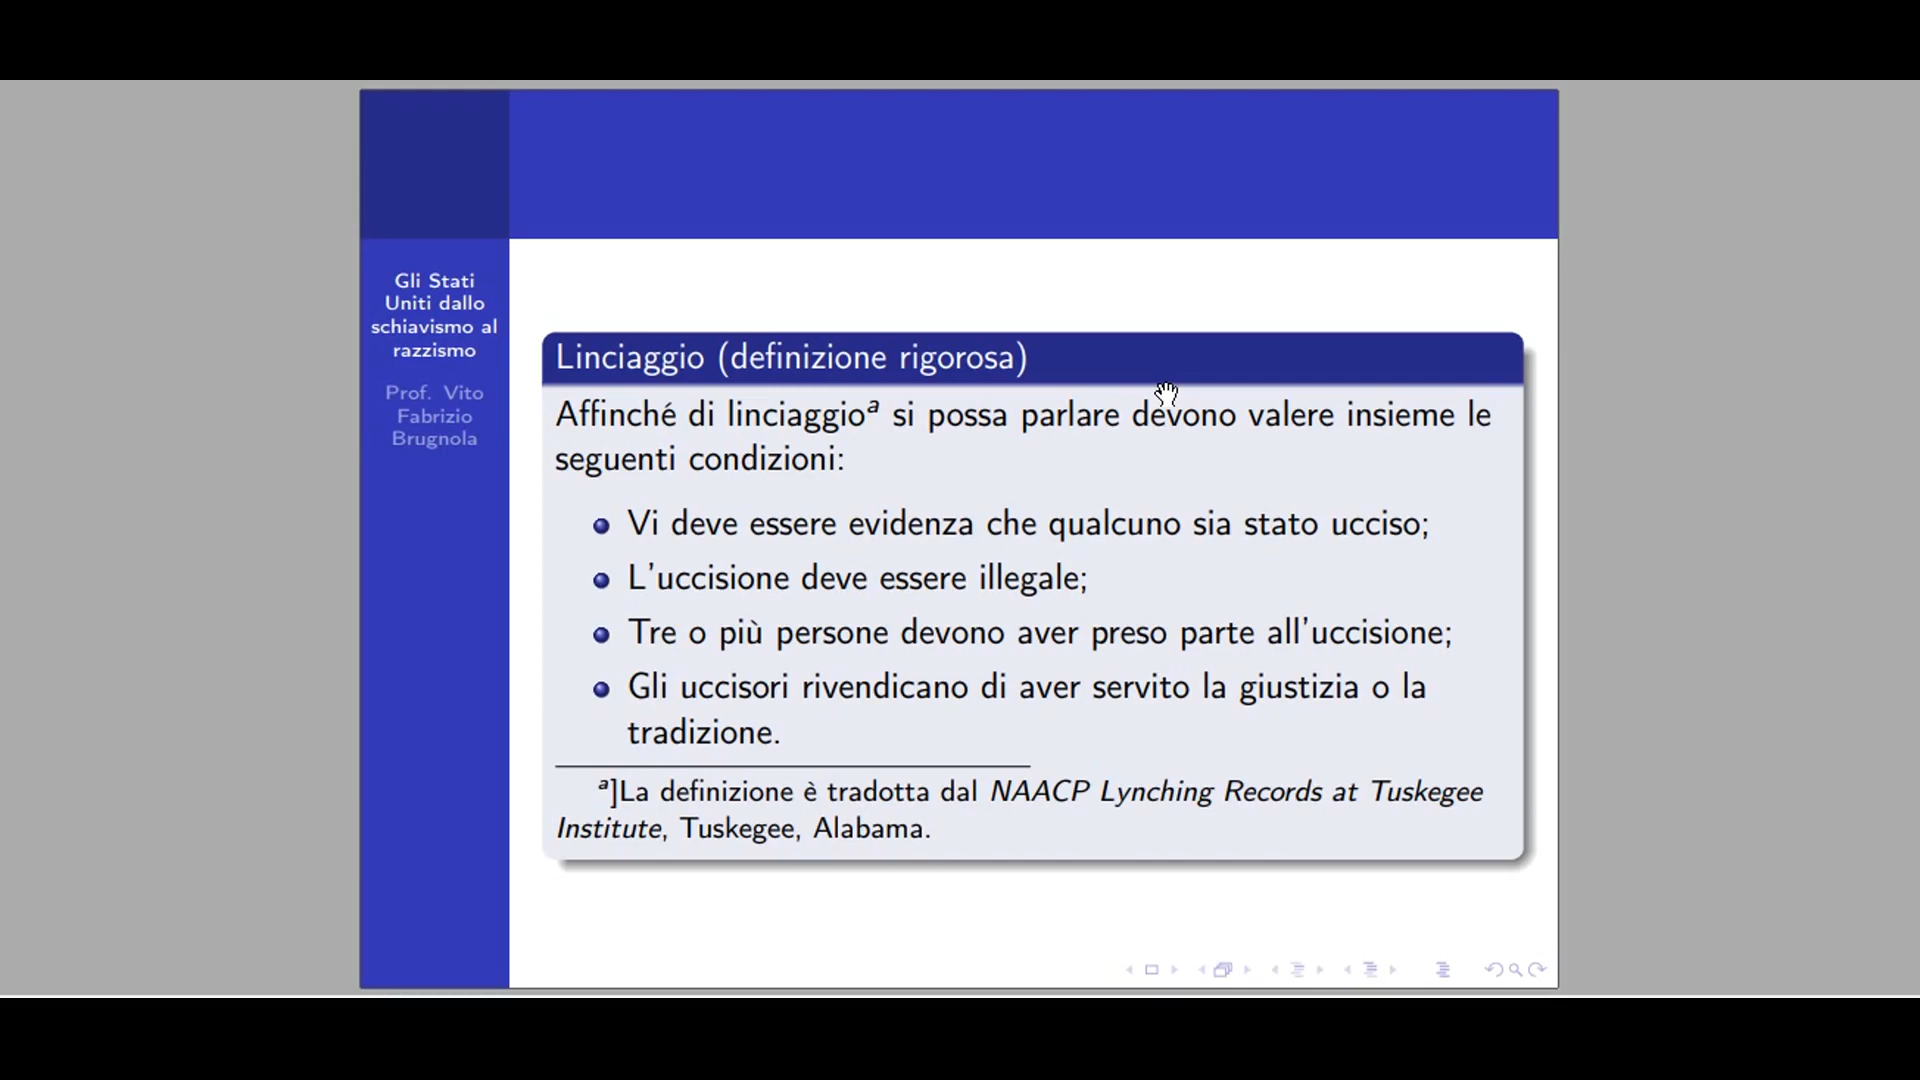 Gli Stati
Uniti dallo
schiavismo al
razzismo
Prof. Vito
Fabrizio
Brugnola
Linciaggio (definizione rigorosa)
Affinché di linciaggioᵃ si possa parlare devono valere insieme le
seguenti condizioni:
Vi deve essere evidenza che qualcuno sia stato ucciso;
L'uccisione deve essere illegale;
Tre o più persone devono aver preso parte all'uccisione;
Gli uccisori rivendicano di aver servito la giustizia o la
tradizione.
ᵃ]La definizione è tradotta dal NAACP Lynching Records at Tuskegee
Institute, Tuskegee, Alabama.